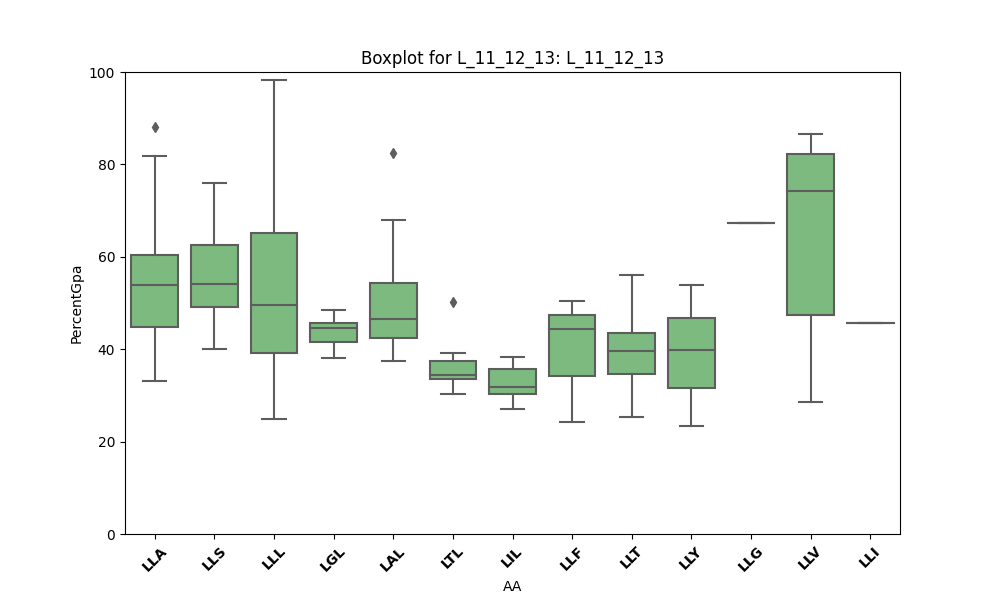 Boxplot for L_11_12_13: L_11_12_13
100
80
60
40
20
0
PercentGpa
LLA LLS LLL LGL LAL LTL LIL LLF LLT LLY LLG LLV LLI
AA